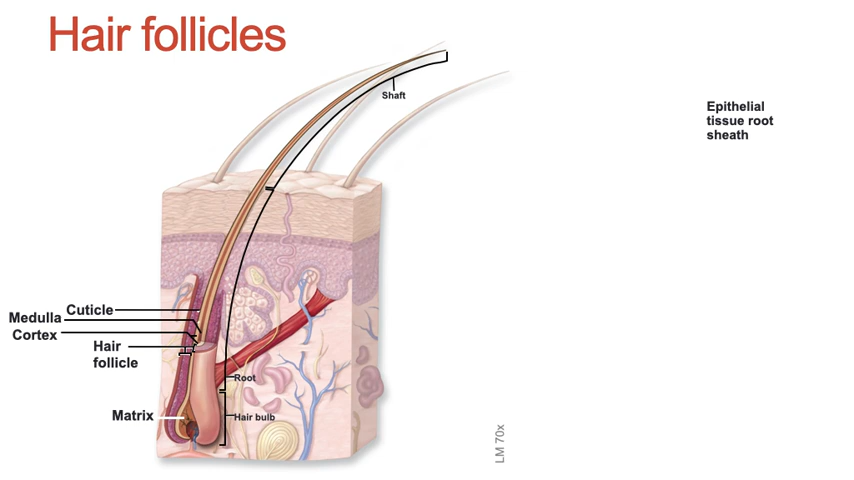 Hair follicles
Shaft
Epithelial
tissue root
sheath
Cuticle
Medulla
Cortex
Hair
follicle
Root
Matrix
Hair bulb
LM 70x